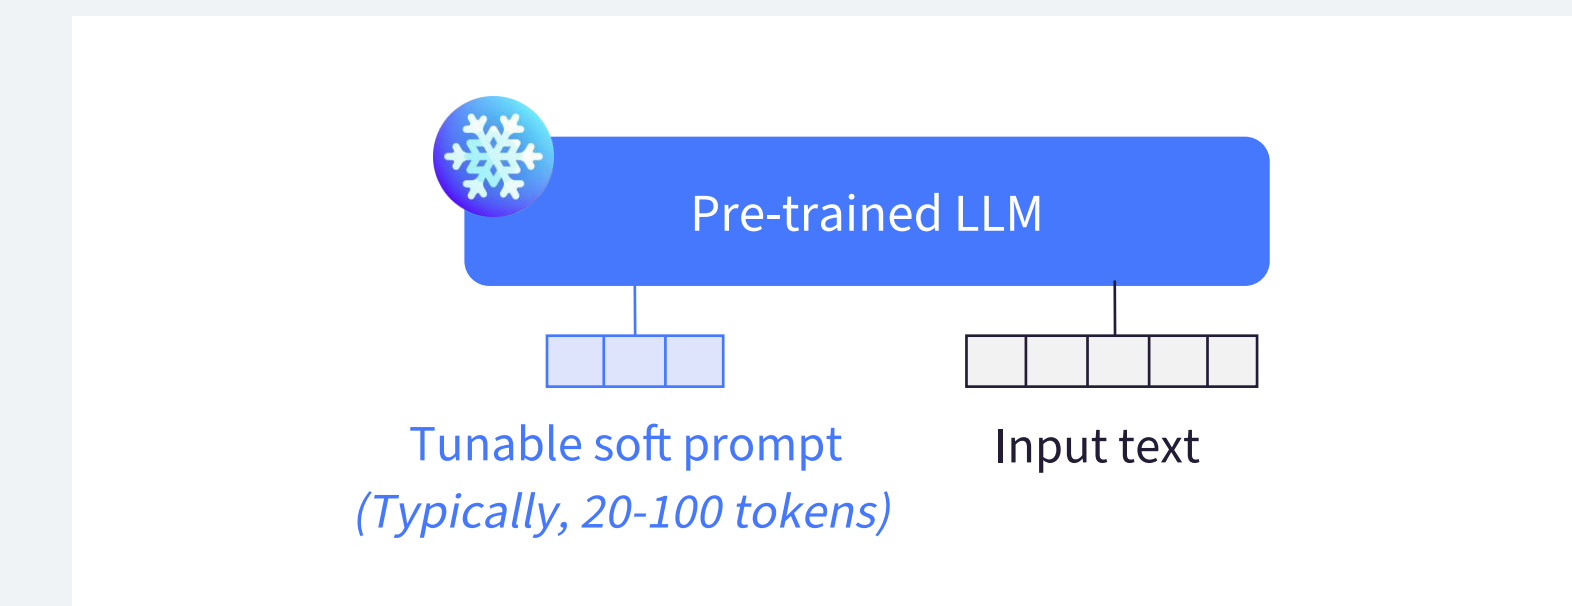 Pre-trained LLM
Tunable soft prompt
(Typically, 20-100 tokens)
Input text